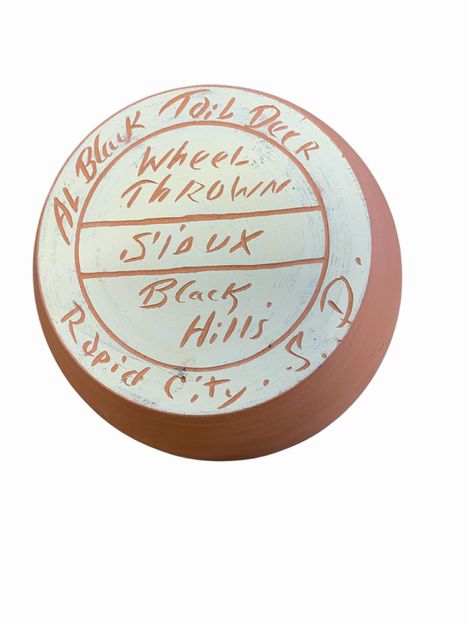 AL Black Tail Deer
Wheel
THROWN
SIOUX
Black
Hills
Rapid City. S. D.